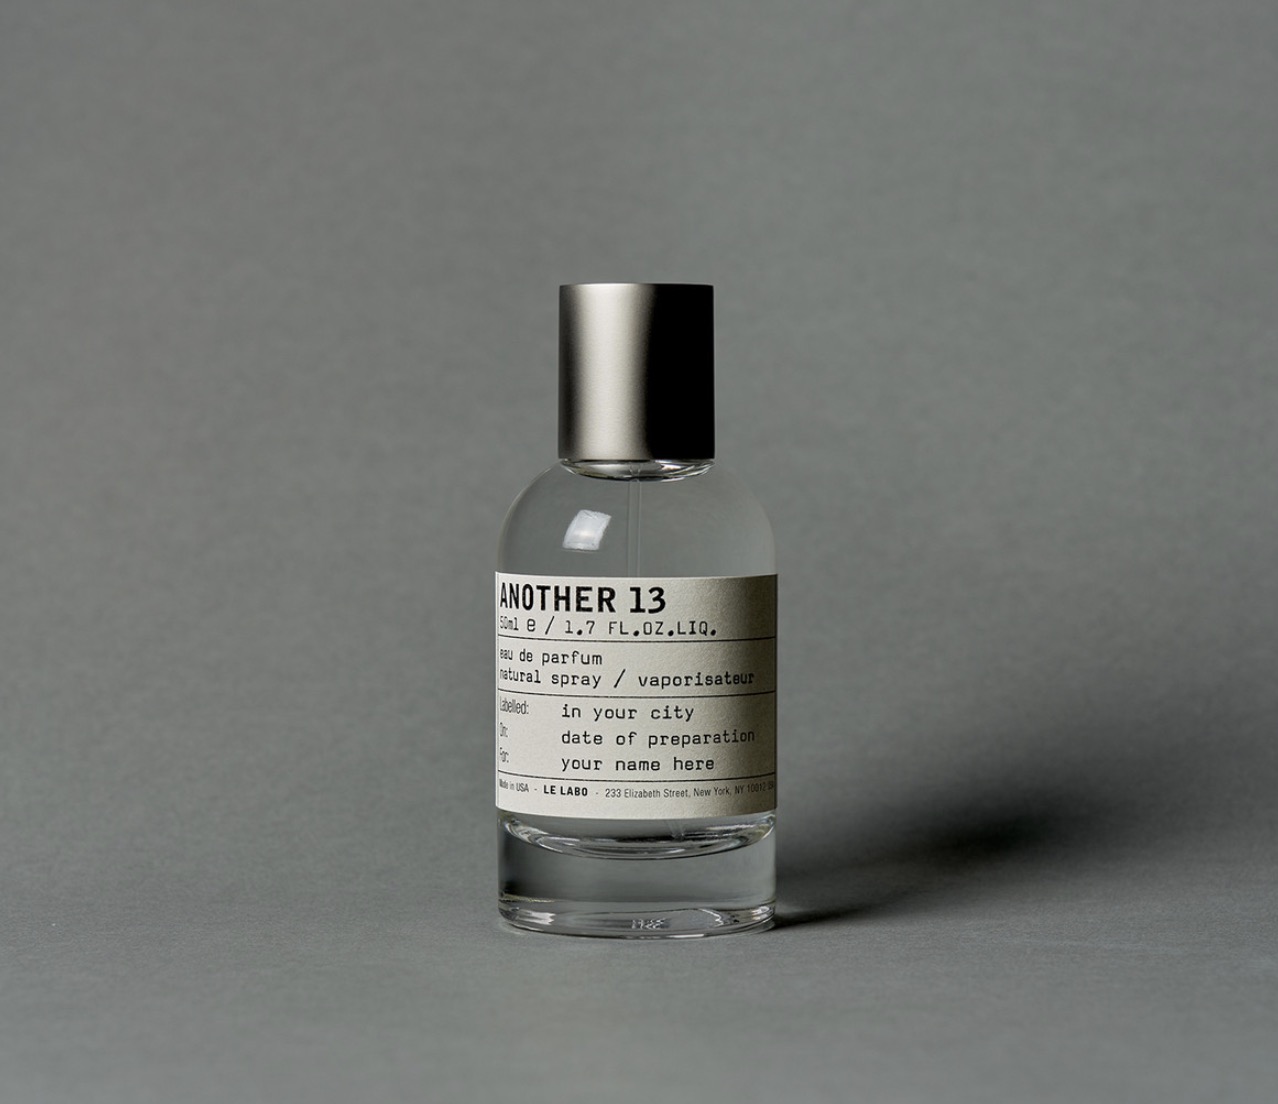 ANOTHER 13
50ml e / 1.7 FL.OZ.LIQ.
eau de parfum
natural spray / vaporisateur
Labelled: in your city
On: date of preparation
For: your name here
Made in USA - LE LABO - 233 Elizabeth Street, New York, NY 10012